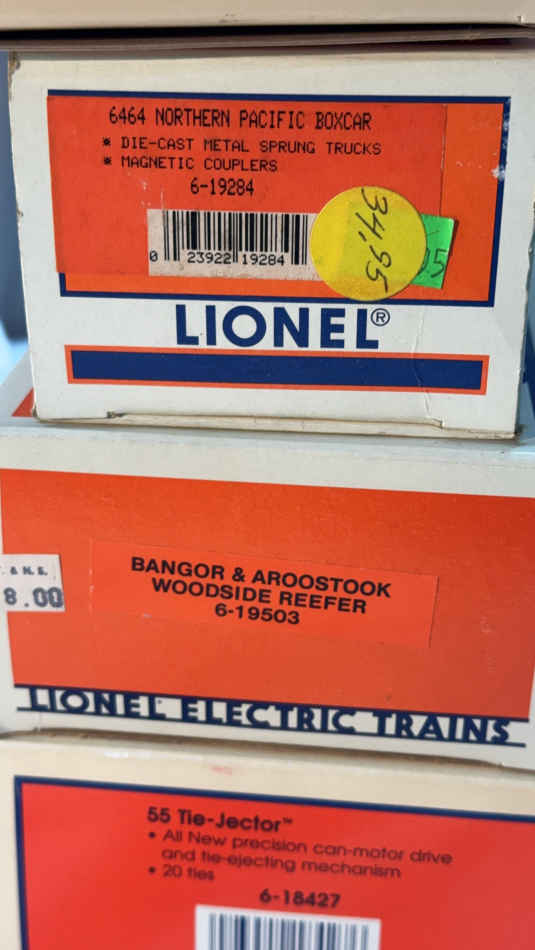 6464 NORTHERN PACIFIC BOXCAR
* DIE-CAST METAL SPRUNG TRUCKS
* MAGNETIC COUPLERS
6-19284
34,95
0 23922 19284
LIONEL®
& N.E.
8.00
BANGOR & AROOSTOOK
WOODSIDE REEFER
6-19503
LIONEL ELECTRIC TRAINS
55 Tie-Jector™
• All New precision can-motor drive
and tie-ejecting mechanism
• 20 ties
6-18427